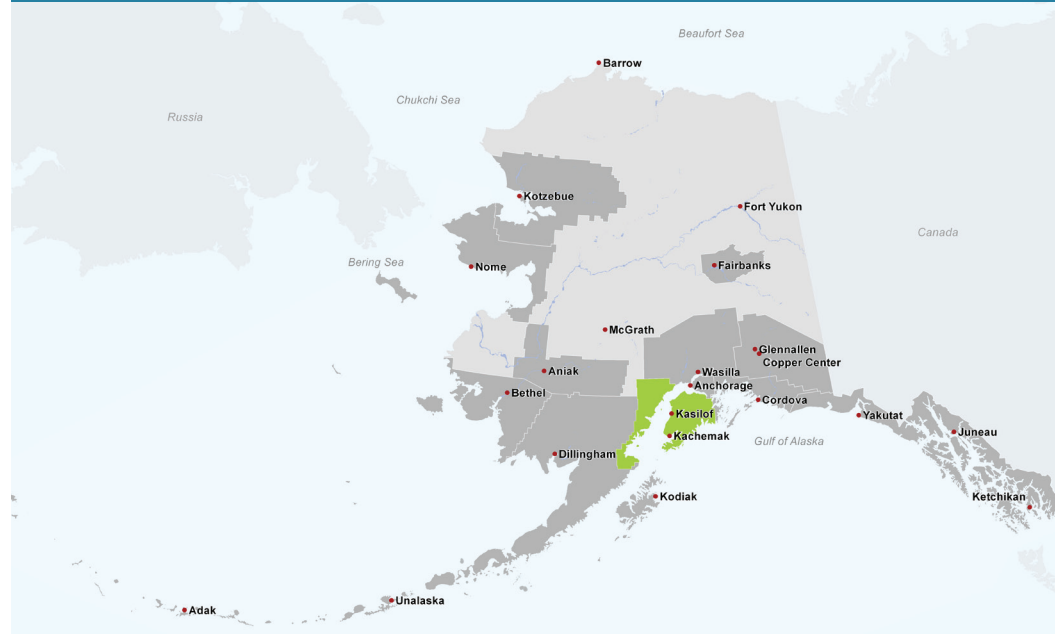 Beaufort Sea
Barrow
Chukchi Sea
Russia
Kotzebue
Fort Yukon
Canada
Bering Sea
Nome
Fairbanks
McGrath
Glennallen
Copper Center
Aniak
Wasilla
Anchorage
Bethel
Cordova
Kasilof
Yakutat
Juneau
Kachemak
Gulf of Alaska
Dillingham
Kodiak
Ketchikan
Unalaska
Adak